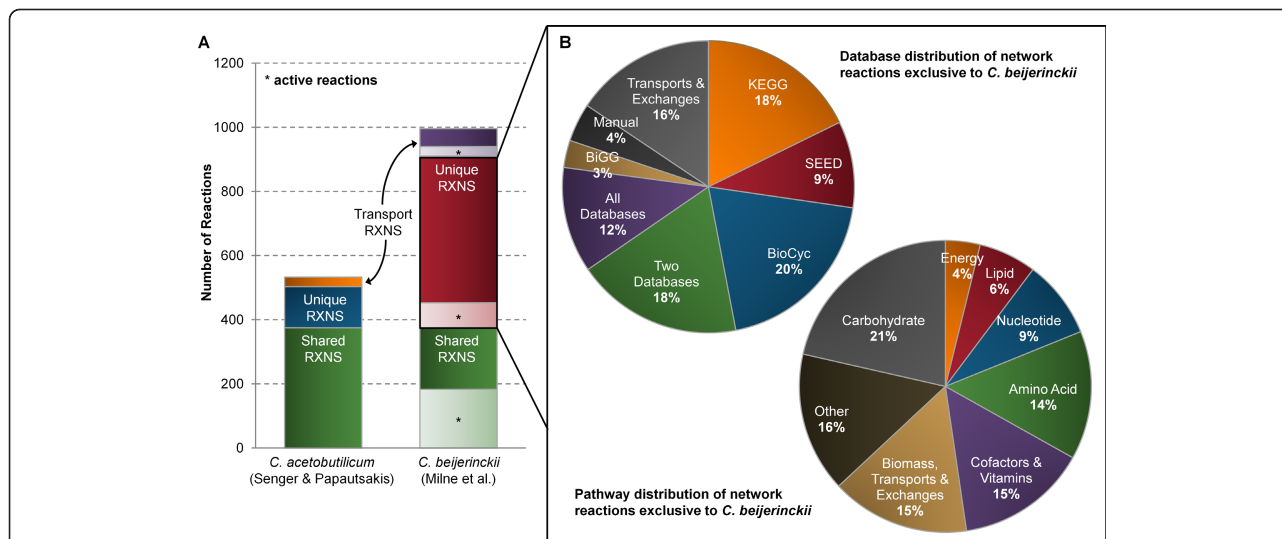 A
1200
1000
800
600
400
200
0
Number of Reactions
* active reactions
Transport
RXNS
Unique
RXNS
Shared
RXNS
*
Unique
RXNS
*
Shared
RXNS
*
C. acetobutilicum
(Senger & Papautsakis)
C. beijerinckii
(Milne et al.)
B
Database distribution of network
reactions exclusive to C. beijerinckii
KEGG
18%
SEED
9%
BioCyc
20%
Two
Databases
18%
All
Databases
12%
BiGG
3%
Manual
4%
Transports &
Exchanges
16%
Energy
4%
Lipid
6%
Nucleotide
9%
Amino Acid
14%
Cofactors &
Vitamins
15%
Biomass,
Transports &
Exchanges
15%
Other
16%
Carbohydrate
21%
Pathway distribution of network
reactions exclusive to C. beijerinckii